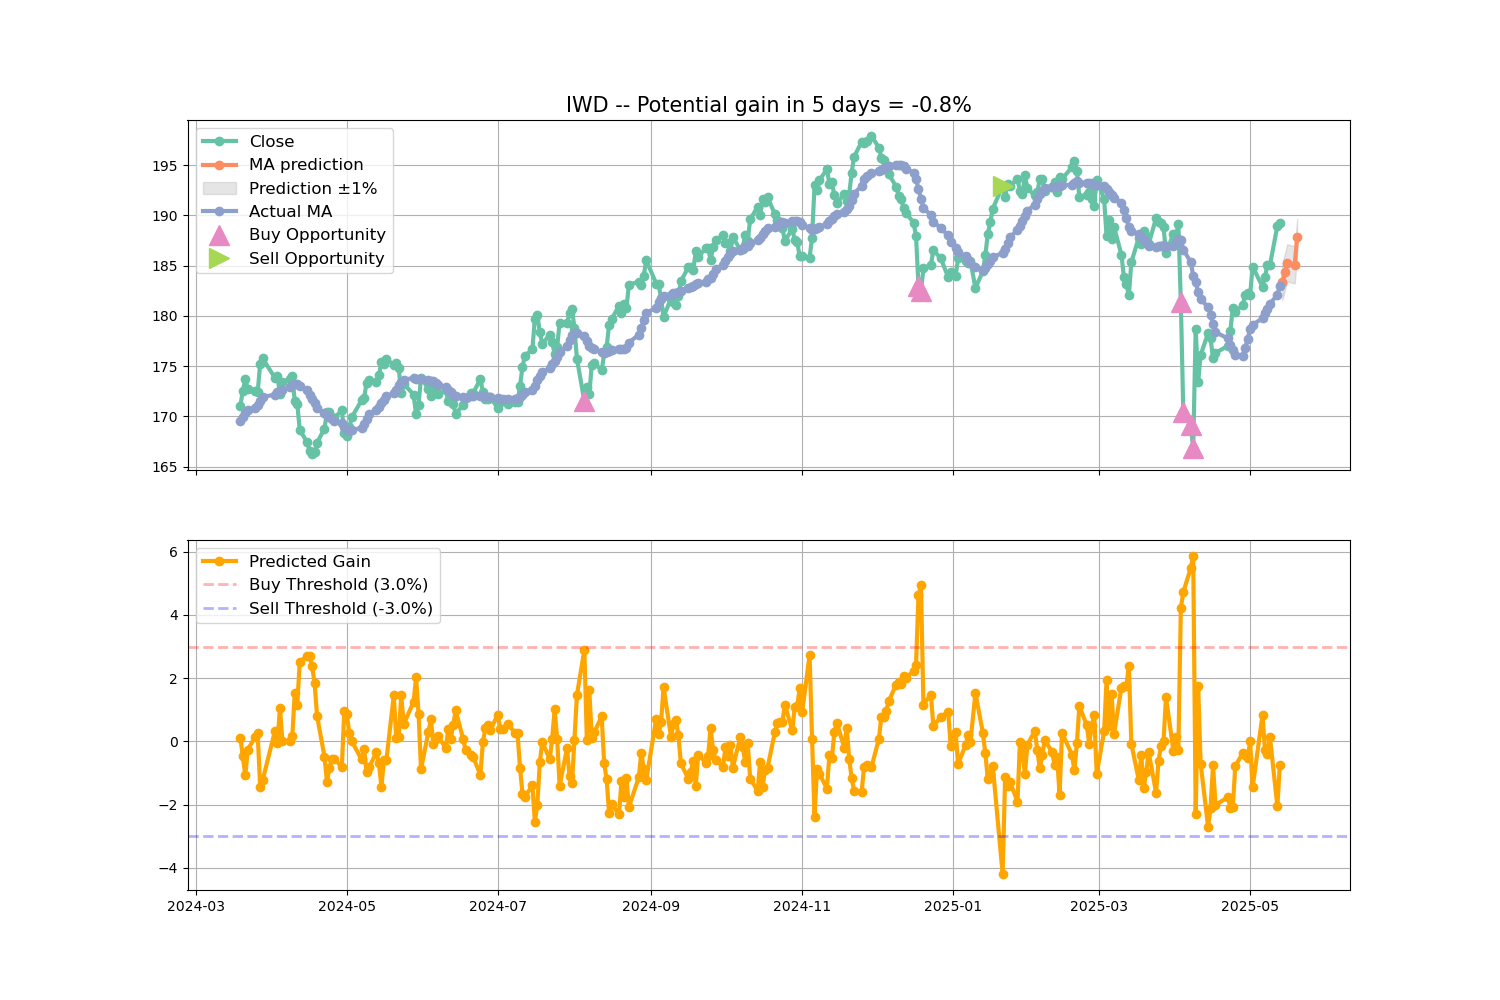 IWD -- Potential gain in 5 days = -0.8%
Close
MA prediction
Prediction ±1%
Actual MA
Buy Opportunity
Sell Opportunity
195
190
185
180
175
170
165
Predicted Gain
Buy Threshold (3.0%)
Sell Threshold (-3.0%)
6
4
2
0
−2
−4
2024-03 2024-05 2024-07 2024-09 2024-11 2025-01 2025-03 2025-05